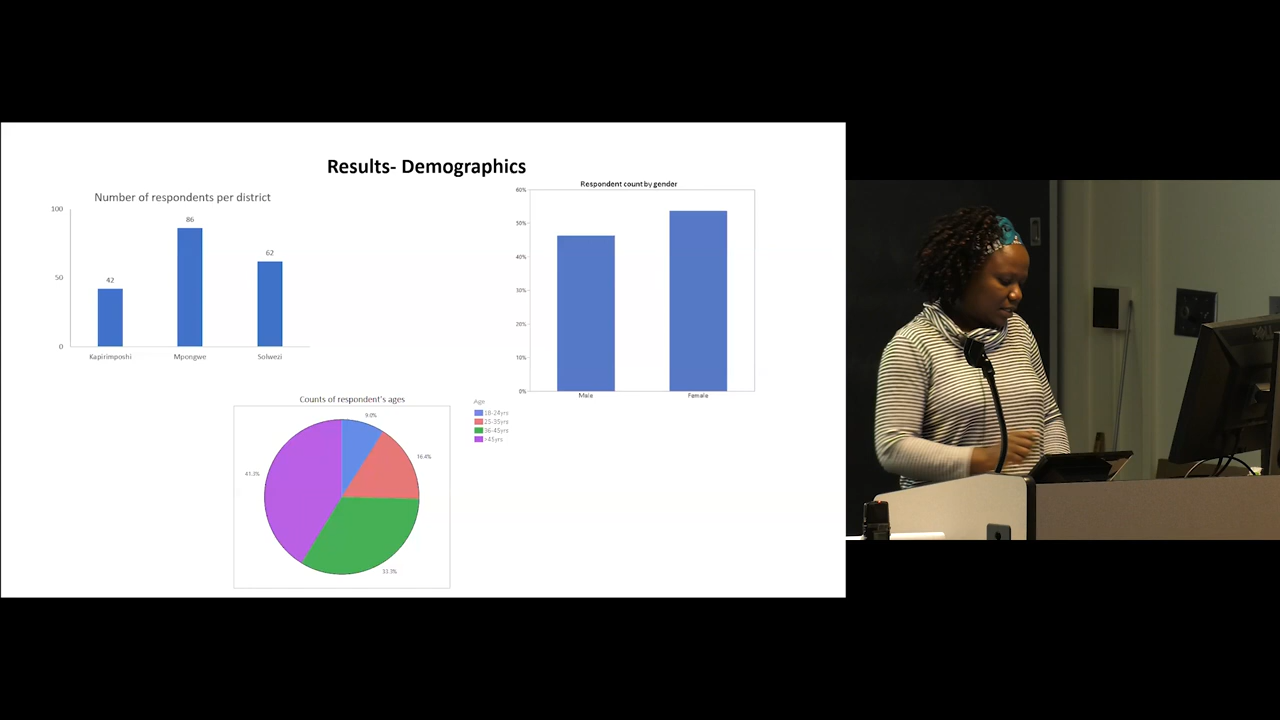 Results- Demographics
Number of respondents per district
100
50
0
42
86
62
Kapirimposhi
Mpongwe
Solwezi
Respondent count by gender
60%
50%
40%
30%
20%
10%
0%
Male
Female
Counts of respondent's ages
9.0%
16.4%
33.3%
41.3%
Age
18-24yrs
25-35yrs
36-45yrs
>45yrs
DELL